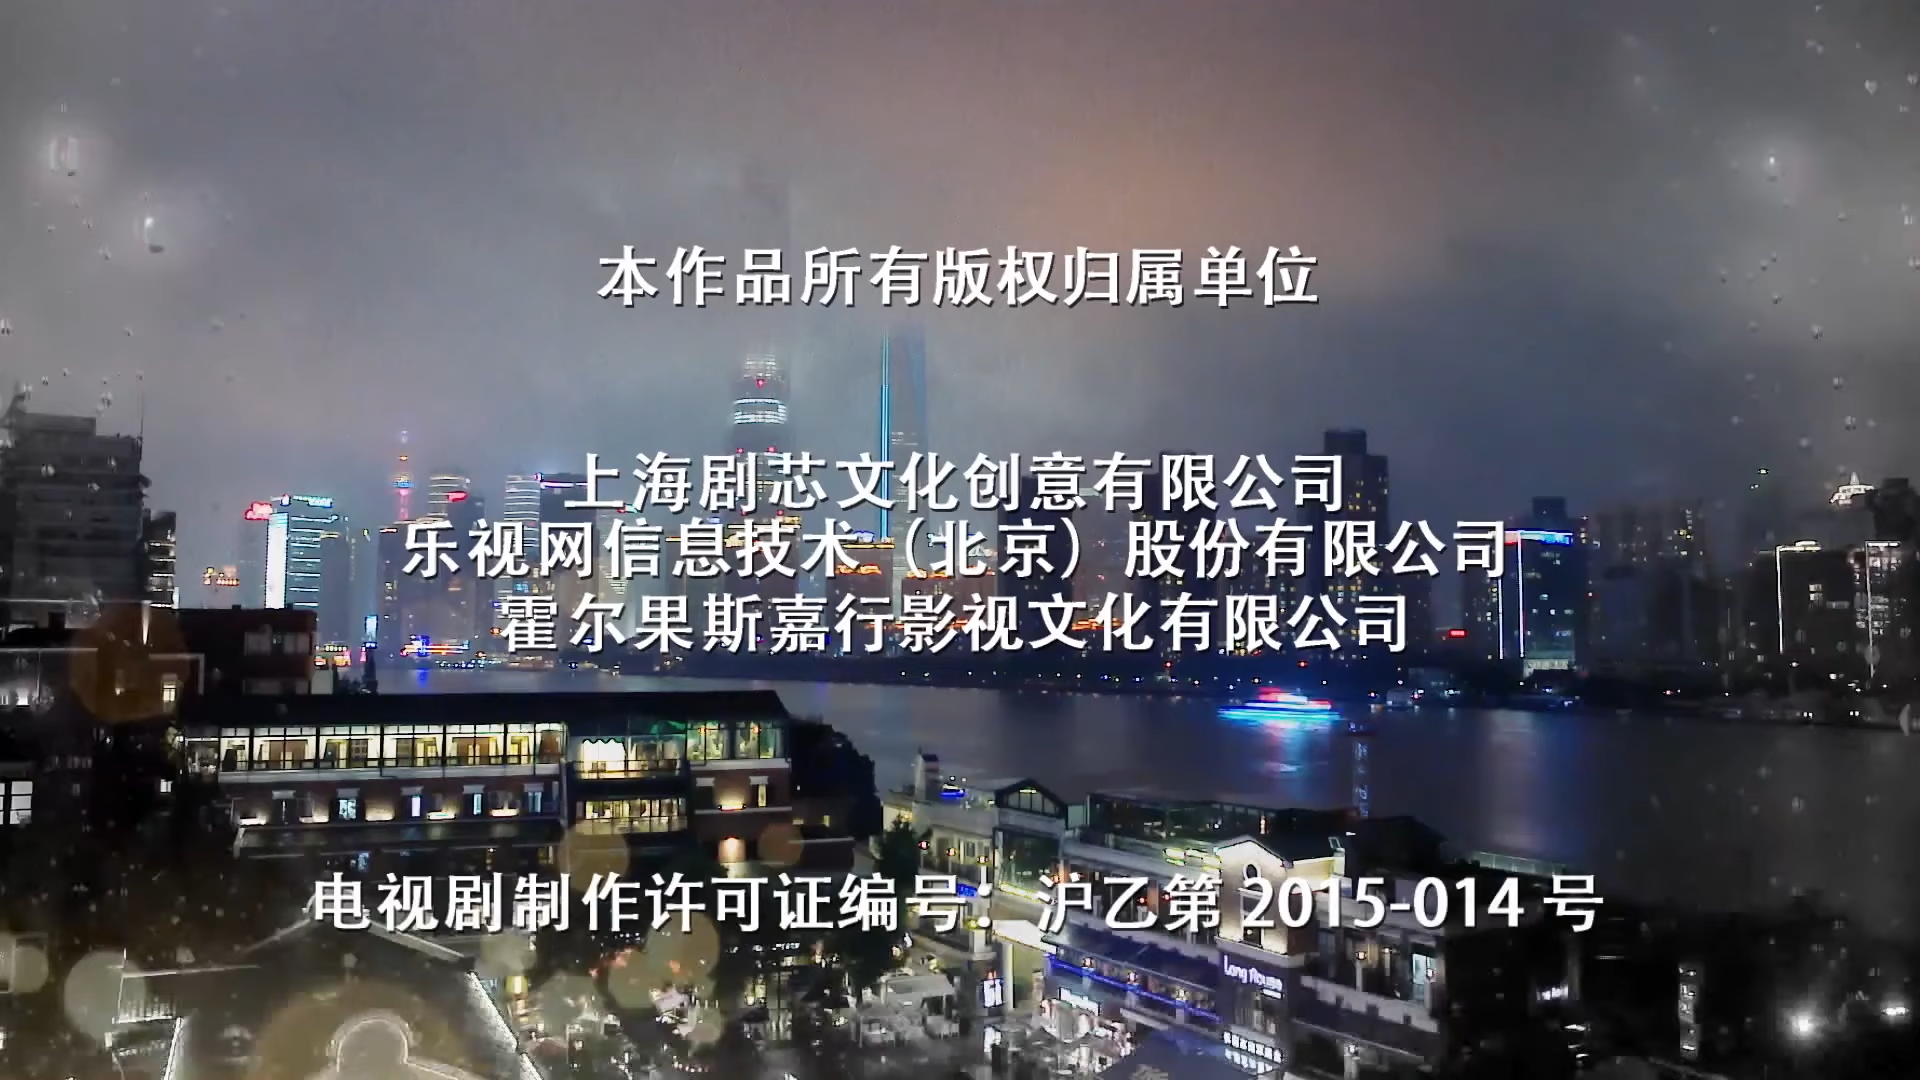 本作品所有版权归属单位
上海剧芯文化创意有限公司
乐视网信息技术（北京）股份有限公司
霍尔果斯嘉行影视文化有限公司
电视剧制作许可证编号：沪乙第 2015-014 号